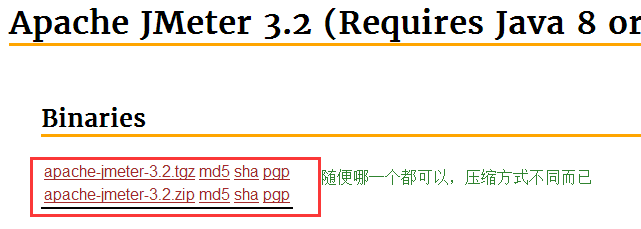 Apache JMeter 3.2 (Requires Java 8 or
Binaries
apache-jmeter-3.2.tgz md5 sha pgp
apache-jmeter-3.2.zip md5 sha pgp
随便哪一个都可以，压缩方式不同而已